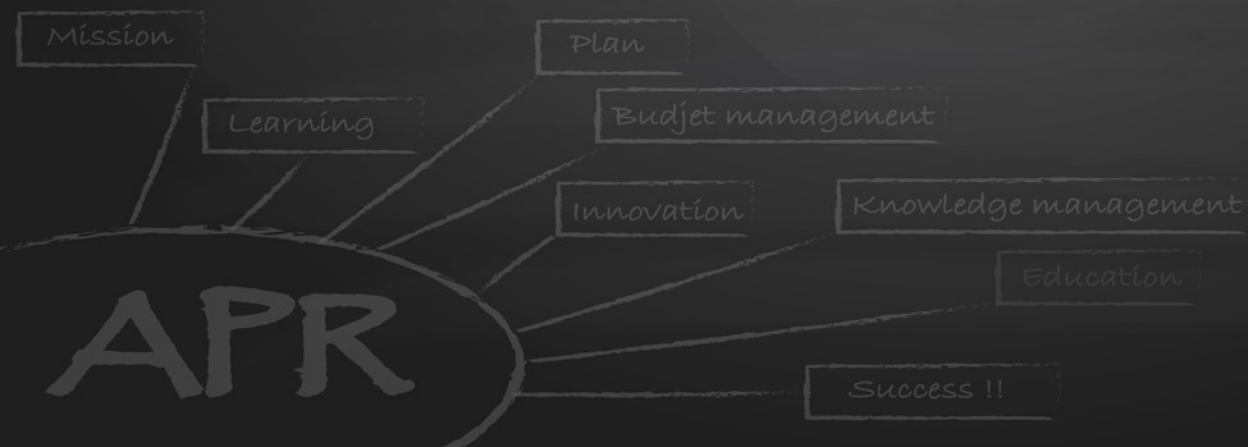 Mission
Plan
Learning
Budjet management
Innovation
Knowledge management
Education
APR
Success !!